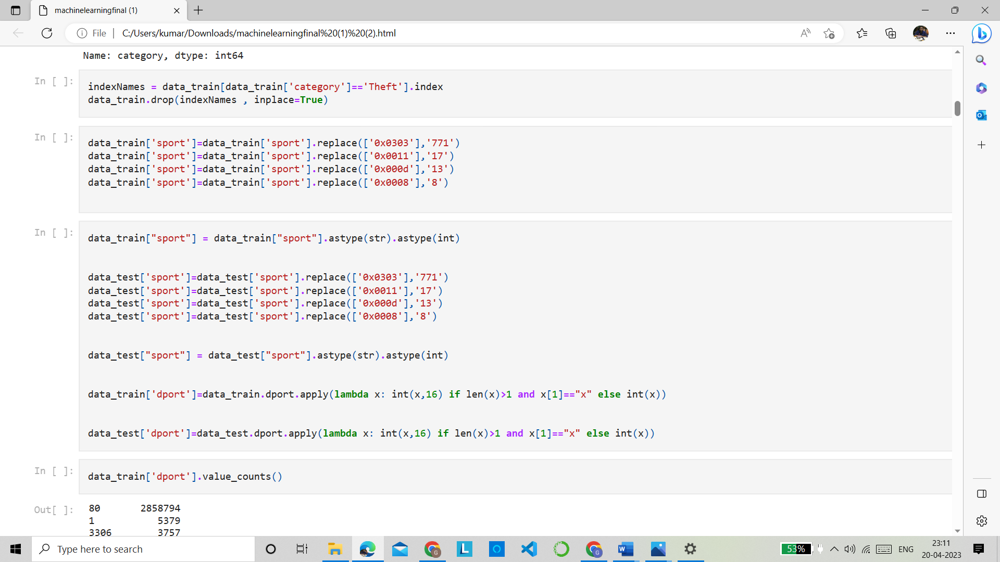 machinelearningfinal (1)
File
C:/Users/kumar/Downloads/machinelearningfinal%20(1)%20(2).html
Name: category, dtype: int64
In [ ]:
indexNames = data_train[data_train['category']=='Theft'].index
data_train.drop(indexNames , inplace=True)
In [ ]:
data_train['sport']=data_train['sport'].replace(['0x0303'],'771')
data_train['sport']=data_train['sport'].replace(['0x0011'],'17')
data_train['sport']=data_train['sport'].replace(['0x000d'],'13')
data_train['sport']=data_train['sport'].replace(['0x0008'],'8')
In [ ]:
data_train["sport"] = data_train["sport"].astype(str).astype(int)
data_test['sport']=data_test['sport'].replace(['0x0303'],'771')
data_test['sport']=data_test['sport'].replace(['0x0011'],'17')
data_test['sport']=data_test['sport'].replace(['0x000d'],'13')
data_test['sport']=data_test['sport'].replace(['0x0008'],'8')
data_test["sport"] = data_test["sport"].astype(str).astype(int)
data_train['dport']=data_train.dport.apply(lambda x: int(x,16) if len(x)>1 and x[1]=="x" else int(x))
data_test['dport']=data_test.dport.apply(lambda x: int(x,16) if len(x)>1 and x[1]=="x" else int(x))
In [ ]:
data_train['dport'].value_counts()
Out[ ]:
80 2858794
1 5379
3306 3757
Type here to search
53%
ENG
23:11
20-04-2023